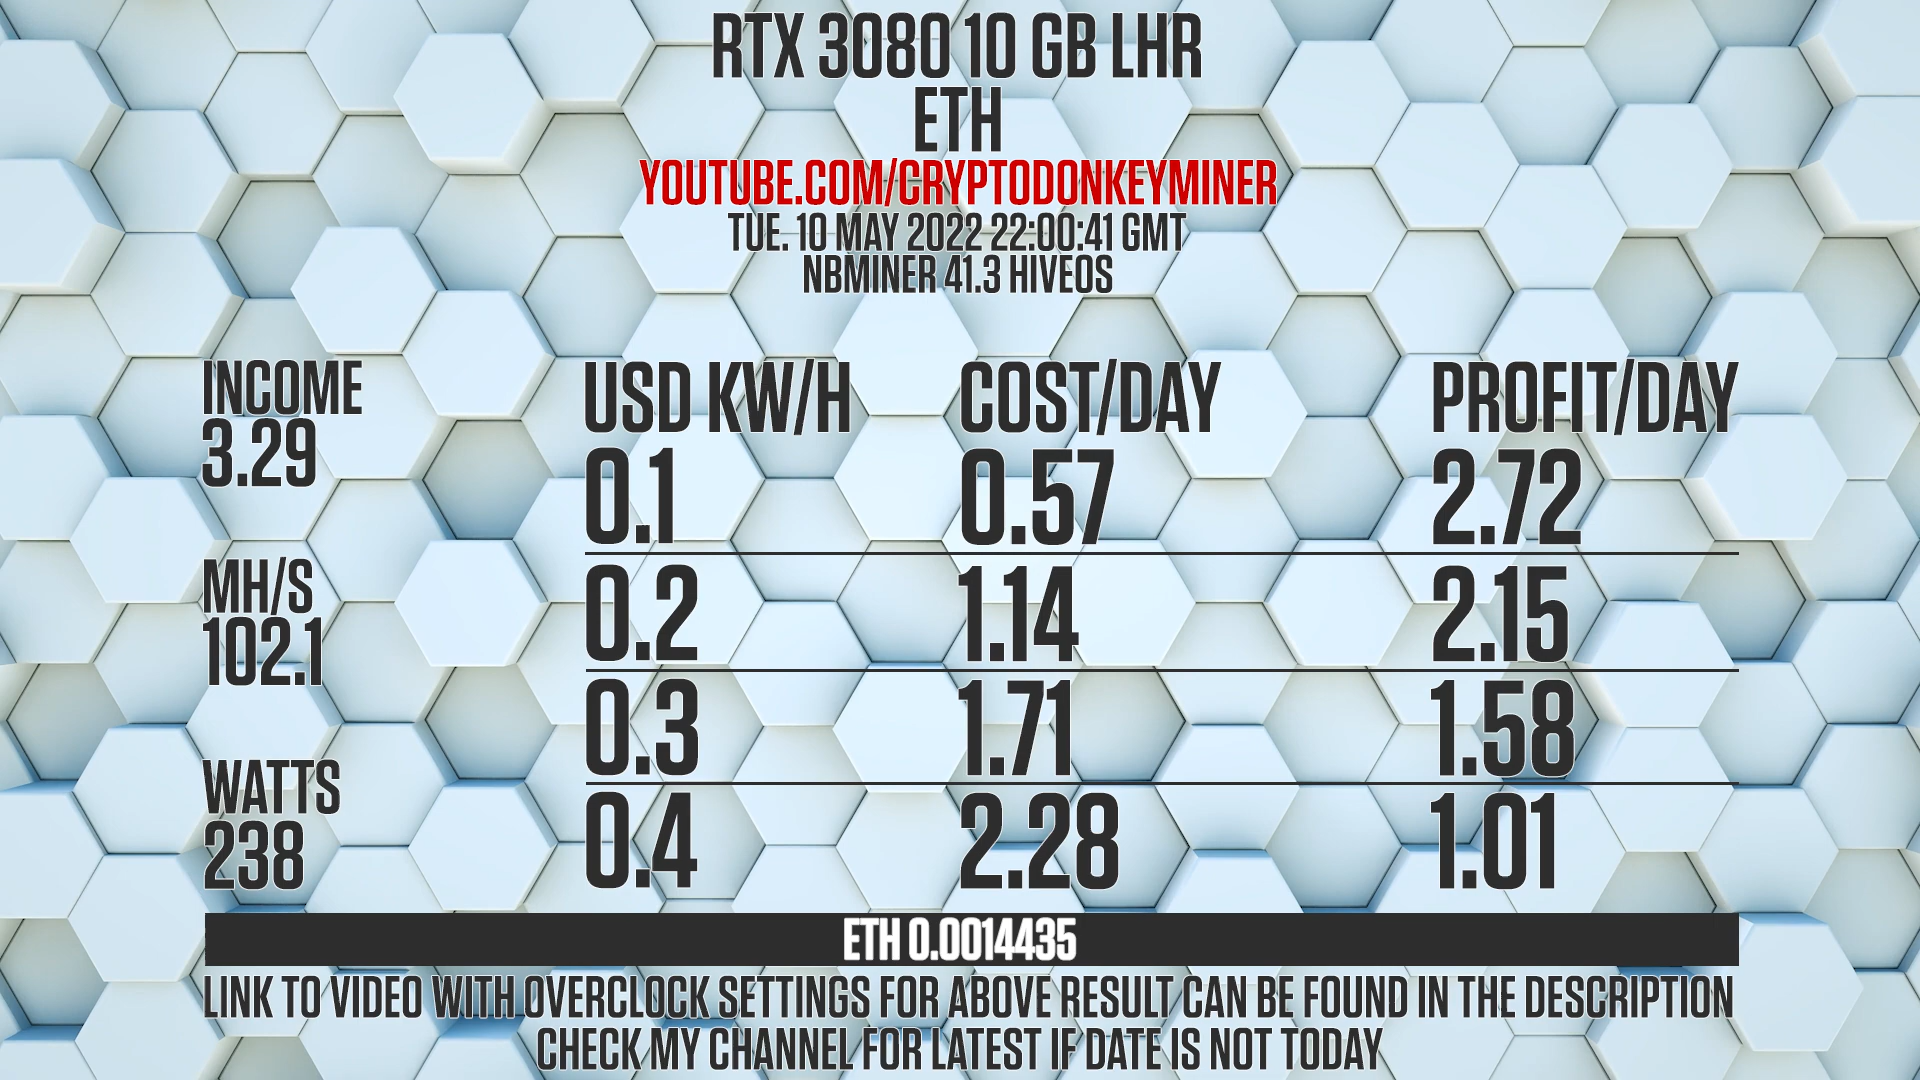 RTX 3080 10 GB LHR
ETH
YOUTUBE.COM/CRYPTODONKEYMINER
TUE. 10 MAY 2022 22:00:41 GMT
NBMINER 41.3 HIVEOS
INCOME
3.29
MH/S
102.1
WATTS
238
USD KW/H COST/DAY PROFIT/DAY
0.1 0.57 2.72
0.2 1.14 2.15
0.3 1.71 1.58
0.4 2.28 1.01
ETH 0.0014435
LINK TO VIDEO WITH OVERCLOCK SETTINGS FOR ABOVE RESULT CAN BE FOUND IN THE DESCRIPTION
CHECK MY CHANNEL FOR LATEST IF DATE IS NOT TODAY